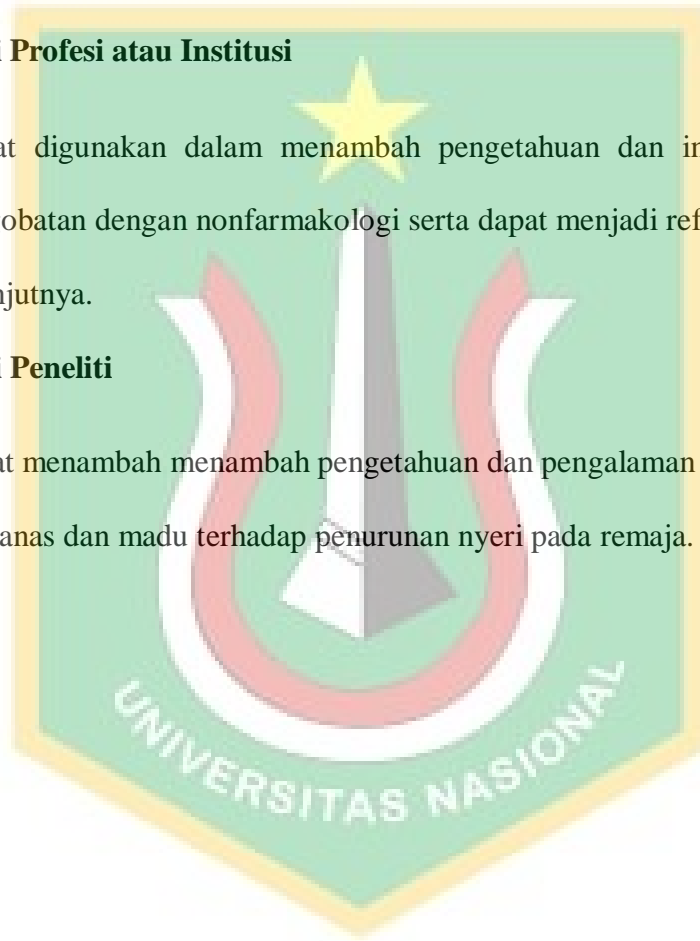 i Profesi atau Institusi
at digunakan dalam menambah pengetahuan dan in
obatan dengan nonfarmakologi serta dapat menjadi ref
njutnya.
i Peneliti
at menambah menambah pengetahuan dan pengalaman
anas dan madu terhadap penurunan nyeri pada remaja.
UNIVERSITAS NASIONAL